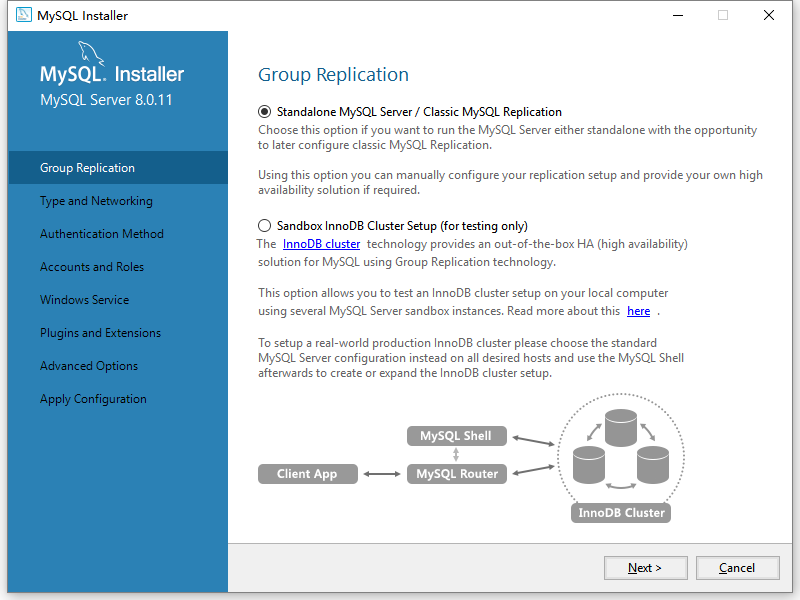 MySQL Installer
MySQL. Installer
MySQL Server 8.0.11
Group Replication
Type and Networking
Authentication Method
Accounts and Roles
Windows Service
Plugins and Extensions
Advanced Options
Apply Configuration
Group Replication
Standalone MySQL Server / Classic MySQL Replication
Choose this option if you want to run the MySQL Server either standalone with the opportunity
to later configure classic MySQL Replication.
Using this option you can manually configure your replication setup and provide your own high
availability solution if required.
Sandbox InnoDB Cluster Setup (for testing only)
The InnoDB cluster technology provides an out-of-the-box HA (high availability)
solution for MySQL using Group Replication technology.
This option allows you to test an InnoDB cluster setup on your local computer
using several MySQL Server sandbox instances. Read more about this here .
To setup a real-world production InnoDB cluster please choose the standard
MySQL Server configuration instead on all desired hosts and use the MySQL Shell
afterwards to create or expand the InnoDB cluster setup.
MySQL Shell
Client App
MySQL Router
InnoDB Cluster
Next >
Cancel